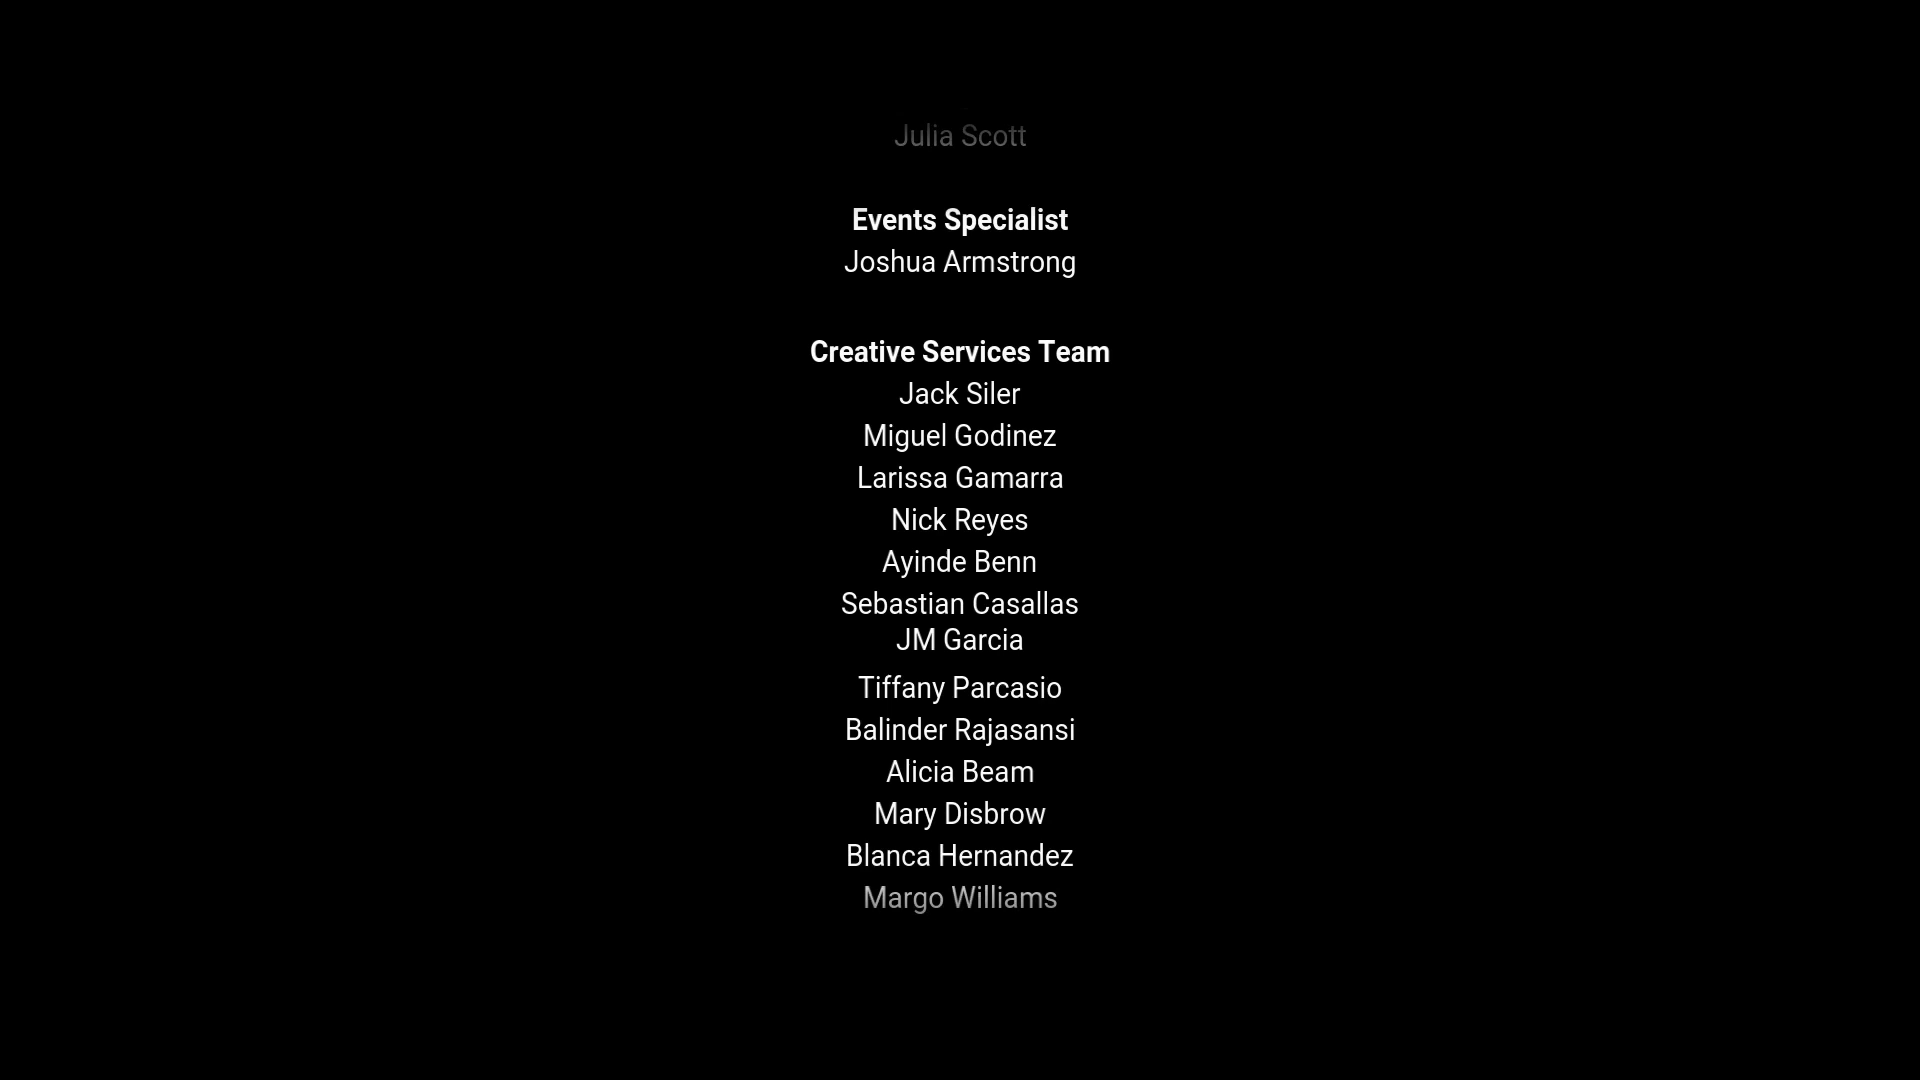 Julia Scott
Events Specialist
Joshua Armstrong
Creative Services Team
Jack Siler
Miguel Godinez
Larissa Gamarra
Nick Reyes
Ayinde Benn
Sebastian Casallas
JM Garcia
Tiffany Parcasio
Balinder Rajasansi
Alicia Beam
Mary Disbrow
Blanca Hernandez
Margo Williams